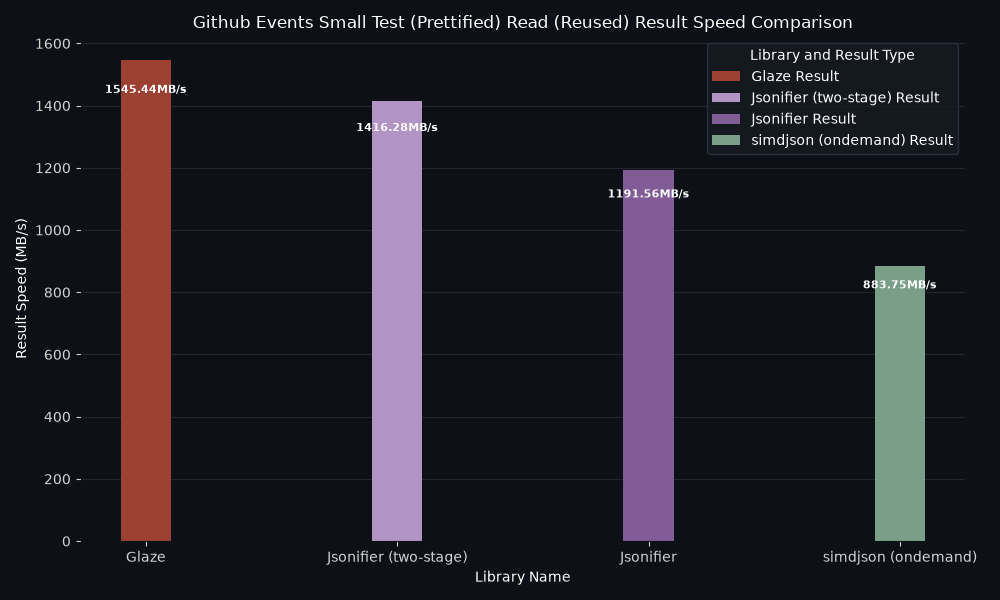 Github Events Small Test (Prettified) Read (Reused) Result Speed Comparison
Library and Result Type
Glaze Result
Jsonifier (two-stage) Result
Jsonifier Result
simdjson (ondemand) Result
Result Speed (MB/s)
1600
1400
1200
1000
800
600
400
200
0
1545.44MB/s
1416.28MB/s
1191.56MB/s
883.75MB/s
Glaze
Jsonifier (two-stage)
Jsonifier
simdjson (ondemand)
Library Name